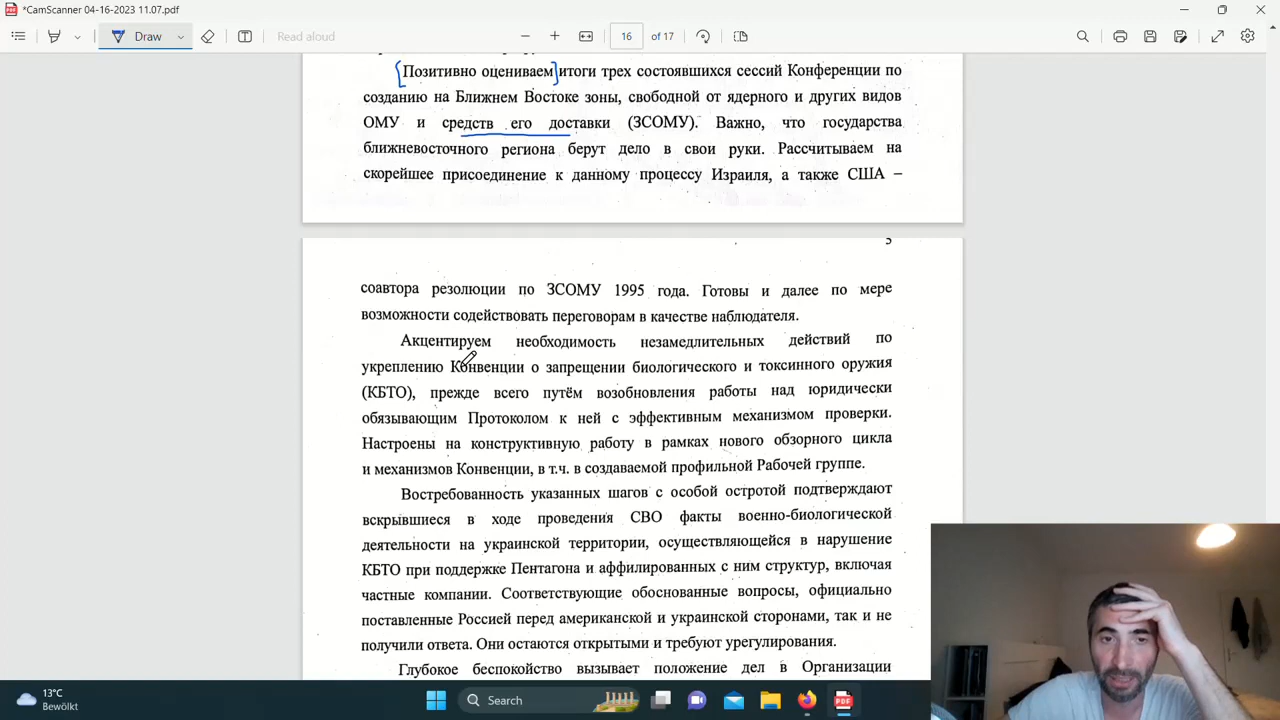 *CamScanner 04-16-2023 11.07.pdf
Draw
Read aloud
16 of 17
Позитивно оцениваем итоги трех состоявшихся сессий Конференции по
созданию на Ближнем Востоке зоны, свободной от ядерного и других видов
ОМУ и средств его доставки (ЗСОМУ). Важно, что государства
ближневосточного региона берут дело в свои руки. Рассчитываем на
скорейшее присоединение к данному процессу Израиля, а также США –
соавтора резолюции по ЗСОМУ 1995 года. Готовы и далее по мере
возможности содействовать переговорам в качестве наблюдателя.
Акцентируем необходимость незамедлительных действий по
укреплению Конвенции о запрещении биологического и токсинного оружия
(КБТО), прежде всего путём возобновления работы над юридически
обязывающим Протоколом к ней с эффективным механизмом проверки.
Настроены на конструктивную работу в рамках нового обзорного цикла
и механизмов Конвенции, в т.ч. в создаваемой профильной Рабочей группе.
Востребованность указанных шагов с особой остротой подтверждают
вскрывшиеся в ходе проведения СВО факты военно-биологической
деятельности на украинской территории, осуществляющейся в нарушение
КБТО при поддержке Пентагона и аффилированных с ним структур, включая
частные компании. Соответствующие обоснованные вопросы, официально
поставленные Россией перед американской и украинской сторонами, так и не
получили ответа. Они остаются открытыми и требуют урегулирования.
Глубокое беспокойство вызывает положение дел в Организации
13°C
Bewölkt
Search